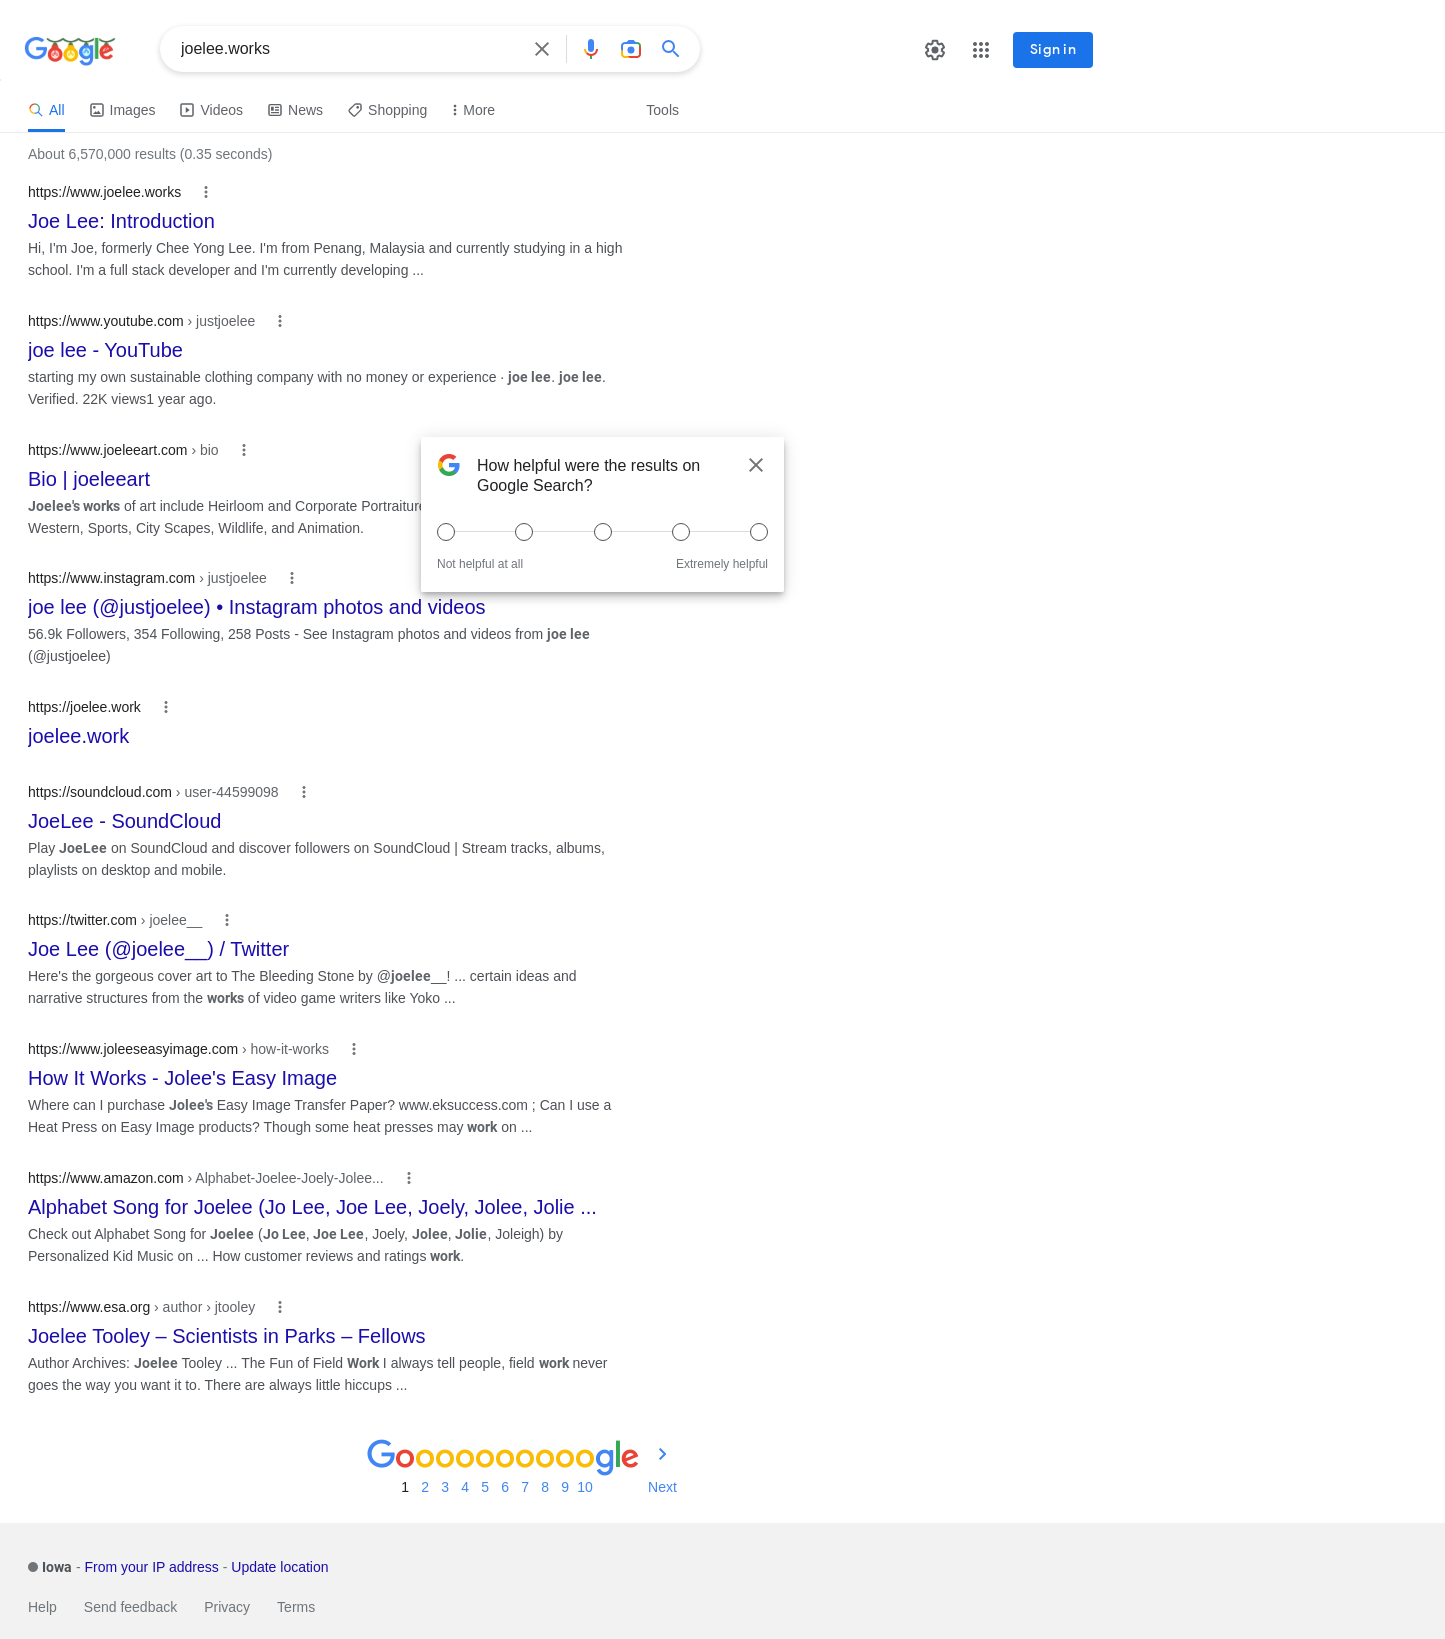 Google
joelee.works
Sign in
All Images Videos News Shopping More Tools
About 6,570,000 results (0.35 seconds)
https://www.joelee.works
Joe Lee: Introduction
Hi, I'm Joe, formerly Chee Yong Lee. I'm from Penang, Malaysia and currently studying in a high
school. I'm a full stack developer and I'm currently developing ...
https://www.youtube.com › justjoelee
joe lee - YouTube
starting my own sustainable clothing company with no money or experience · joe lee. joe lee.
Verified. 22K views1 year ago.
https://www.joeleeart.com › bio
Bio | joeleeart
Joelee's works of art include Heirloom and Corporate Portraiture
Western, Sports, City Scapes, Wildlife, and Animation.
How helpful were the results on
Google Search?
Not helpful at all Extremely helpful
https://www.instagram.com › justjoelee
joe lee (@justjoelee) • Instagram photos and videos
56.9k Followers, 354 Following, 258 Posts - See Instagram photos and videos from joe lee
(@justjoelee)
https://joelee.work
joelee.work
https://soundcloud.com › user-44599098
JoeLee - SoundCloud
Play JoeLee on SoundCloud and discover followers on SoundCloud | Stream tracks, albums,
playlists on desktop and mobile.
https://twitter.com › joelee__
Joe Lee (@joelee__) / Twitter
Here's the gorgeous cover art to The Bleeding Stone by @joelee__! ... certain ideas and
narrative structures from the works of video game writers like Yoko ...
https://www.joleeseasyimage.com › how-it-works
How It Works - Jolee's Easy Image
Where can I purchase Jolee's Easy Image Transfer Paper? www.eksuccess.com ; Can I use a
Heat Press on Easy Image products? Though some heat presses may work on ...
https://www.amazon.com › Alphabet-Joelee-Joely-Jolee...
Alphabet Song for Joelee (Jo Lee, Joe Lee, Joely, Jolee, Jolie ...
Check out Alphabet Song for Joelee (Jo Lee, Joe Lee, Joely, Jolee, Jolie, Joleigh) by
Personalized Kid Music on ... How customer reviews and ratings work.
https://www.esa.org › author › jtooley
Joelee Tooley – Scientists in Parks – Fellows
Author Archives: Joelee Tooley ... The Fun of Field Work I always tell people, field work never
goes the way you want it to. There are always little hiccups ...
Goooooooooogle
1 2 3 4 5 6 7 8 9 10 Next
Iowa - From your IP address - Update location
Help Send feedback Privacy Terms